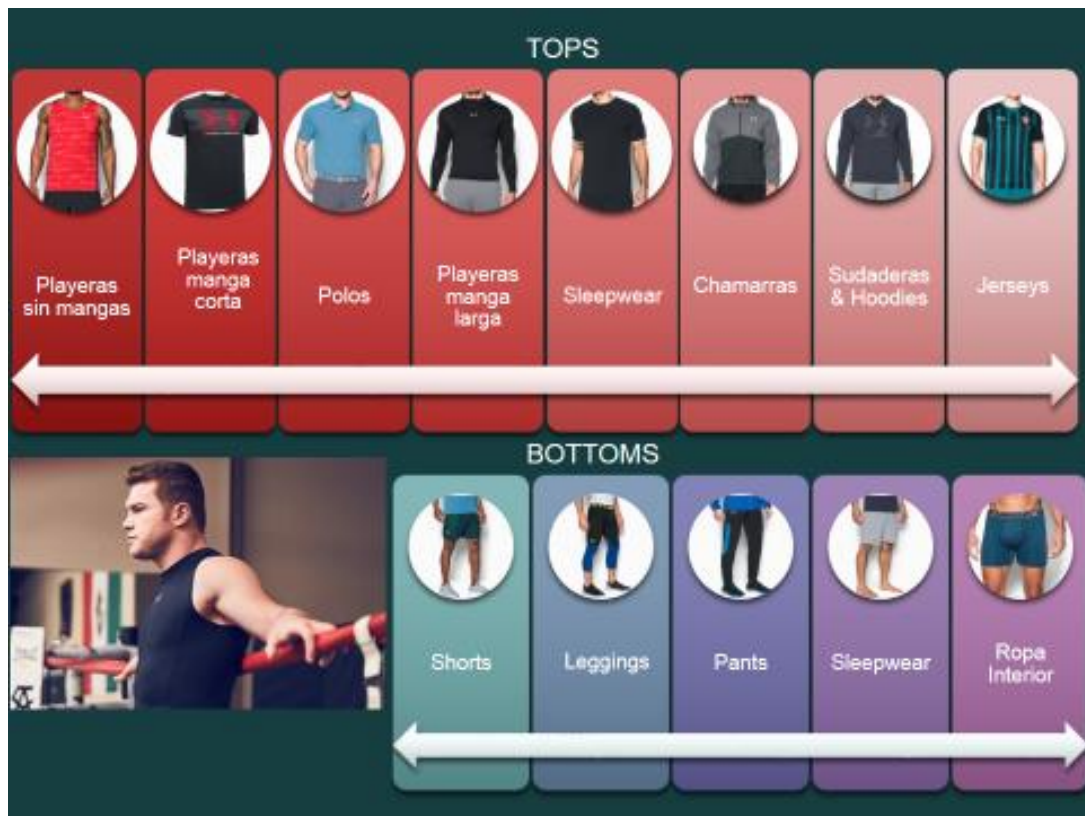 TOPS
Playeras
sin mangas
Playeras
manga
corta
Polos
Playeras
manga
larga
Sleepwear
Chamarras
Sudaderas
& Hoodies
Jerseys
BOTTOMS
Shorts
Leggings
Pants
Sleepwear
Ropa
Interior